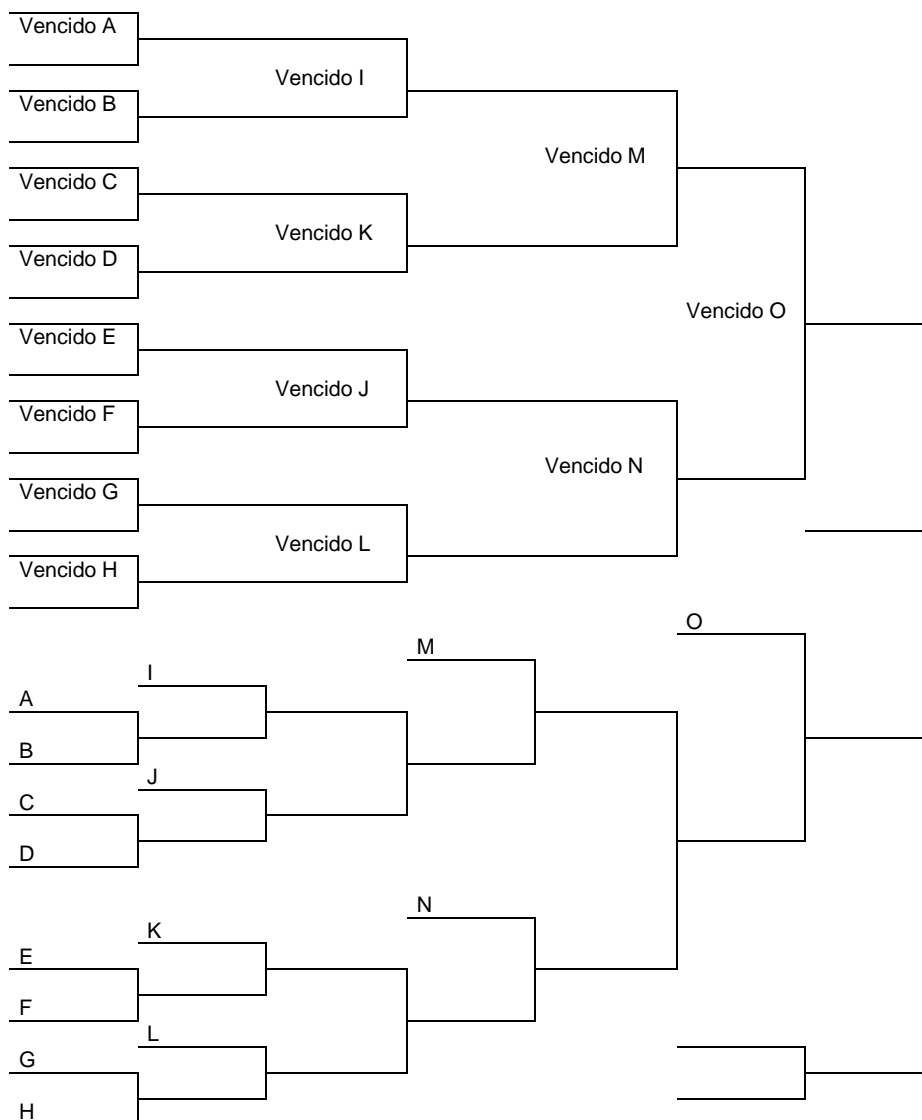 Vencido A
Vencido I
Vencido B
Vencido M
Vencido C
Vencido K
Vencido D
Vencido O
Vencido E
Vencido J
Vencido F
Vencido N
Vencido G
Vencido L
Vencido H
O
M
I
A
B
J
C
D
N
K
E
F
L
G
H